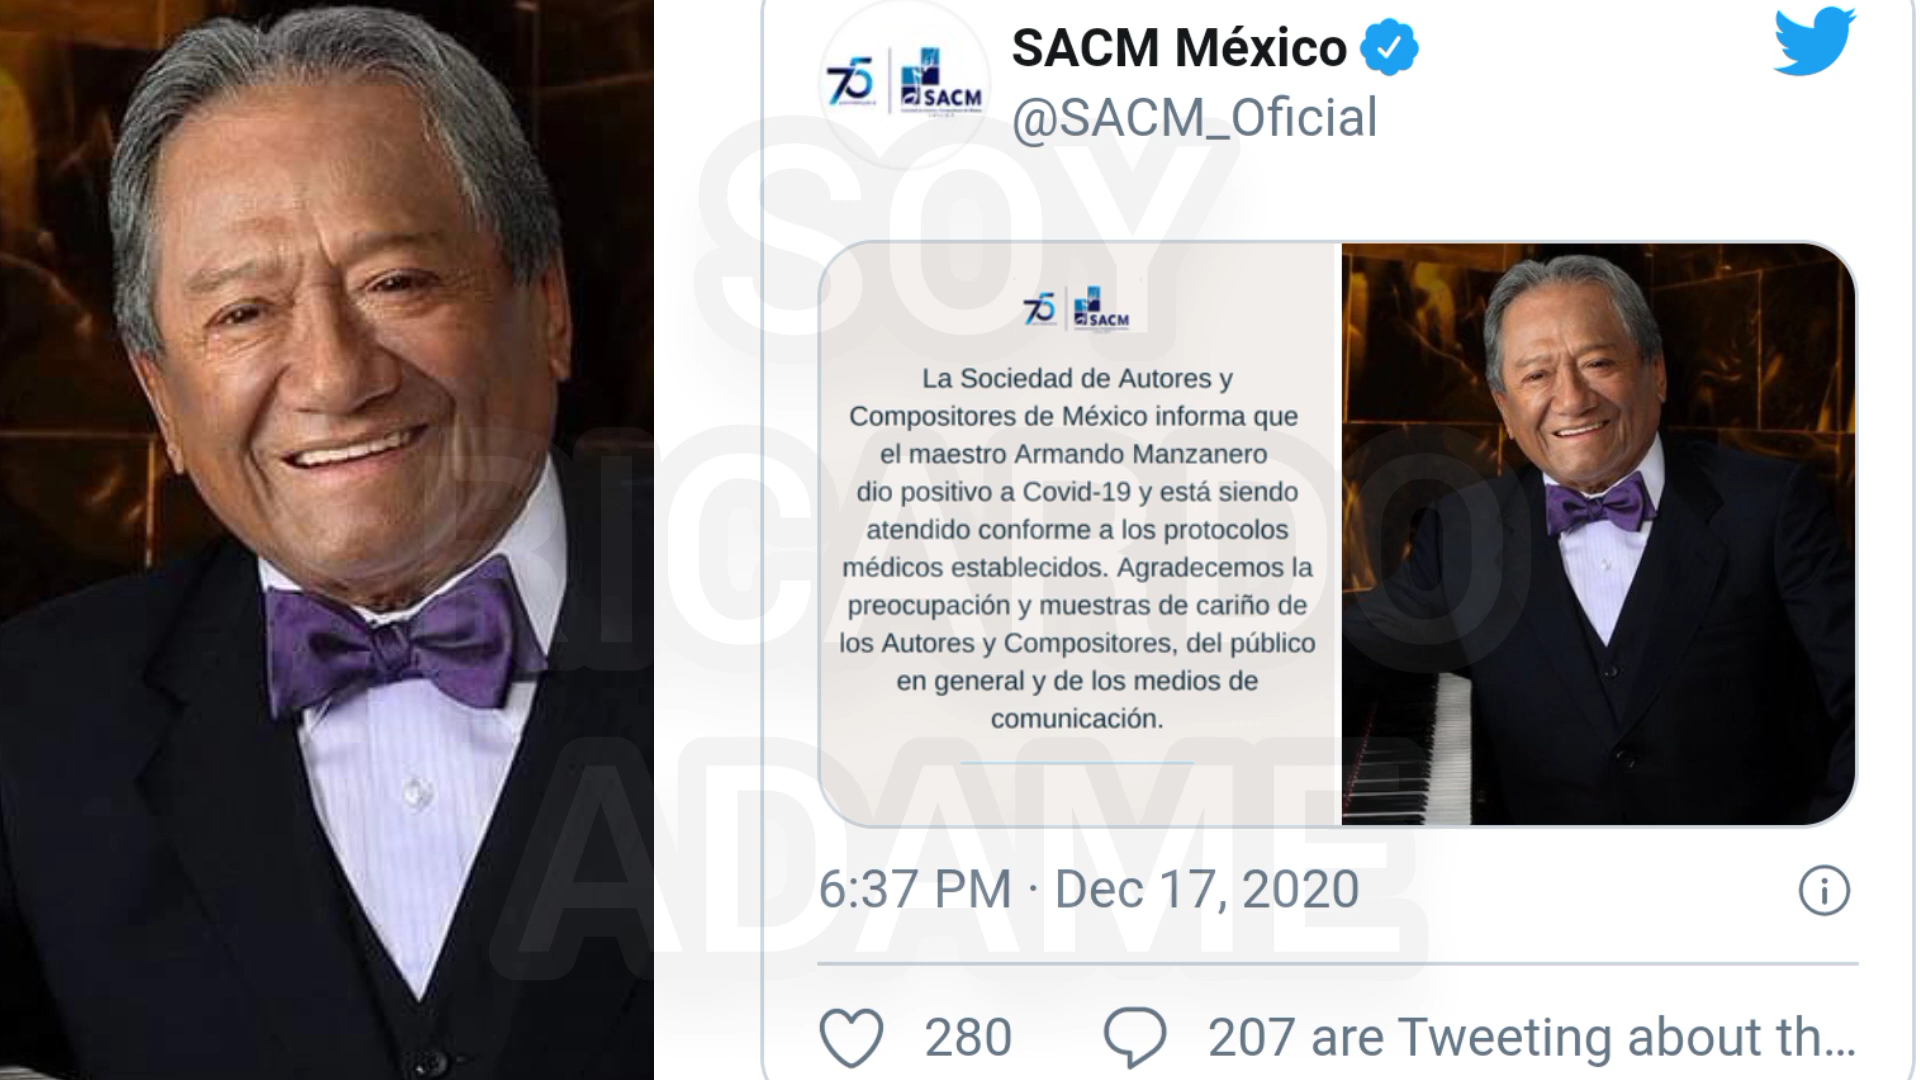 75 SACM
SACM México
@SACM_Oficial
75 SACM
La Sociedad de Autores y
Compositores de México informa que
el maestro Armando Manzanero
dio positivo a Covid-19 y está siendo
atendido conforme a los protocolos
médicos establecidos. Agradecemos la
preocupación y muestras de cariño de
los Autores y Compositores, del público
en general y de los medios de
comunicación.
6:37 PM · Dec 17, 2020
280 207 are Tweeting about th...
SOY
RICARDO
ADAME